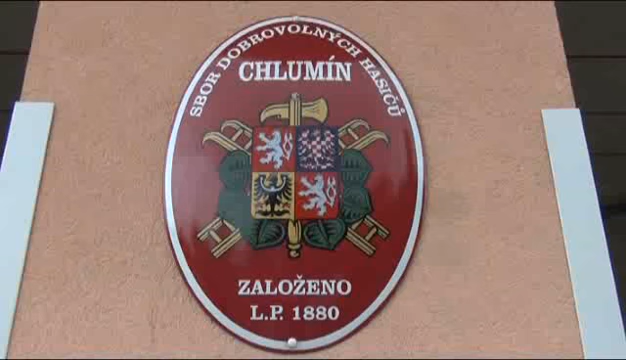 SBOR DOBROVOLNÝCH HASIČŮ
CHLUMÍN
ZALOŽENO
L.P. 1880